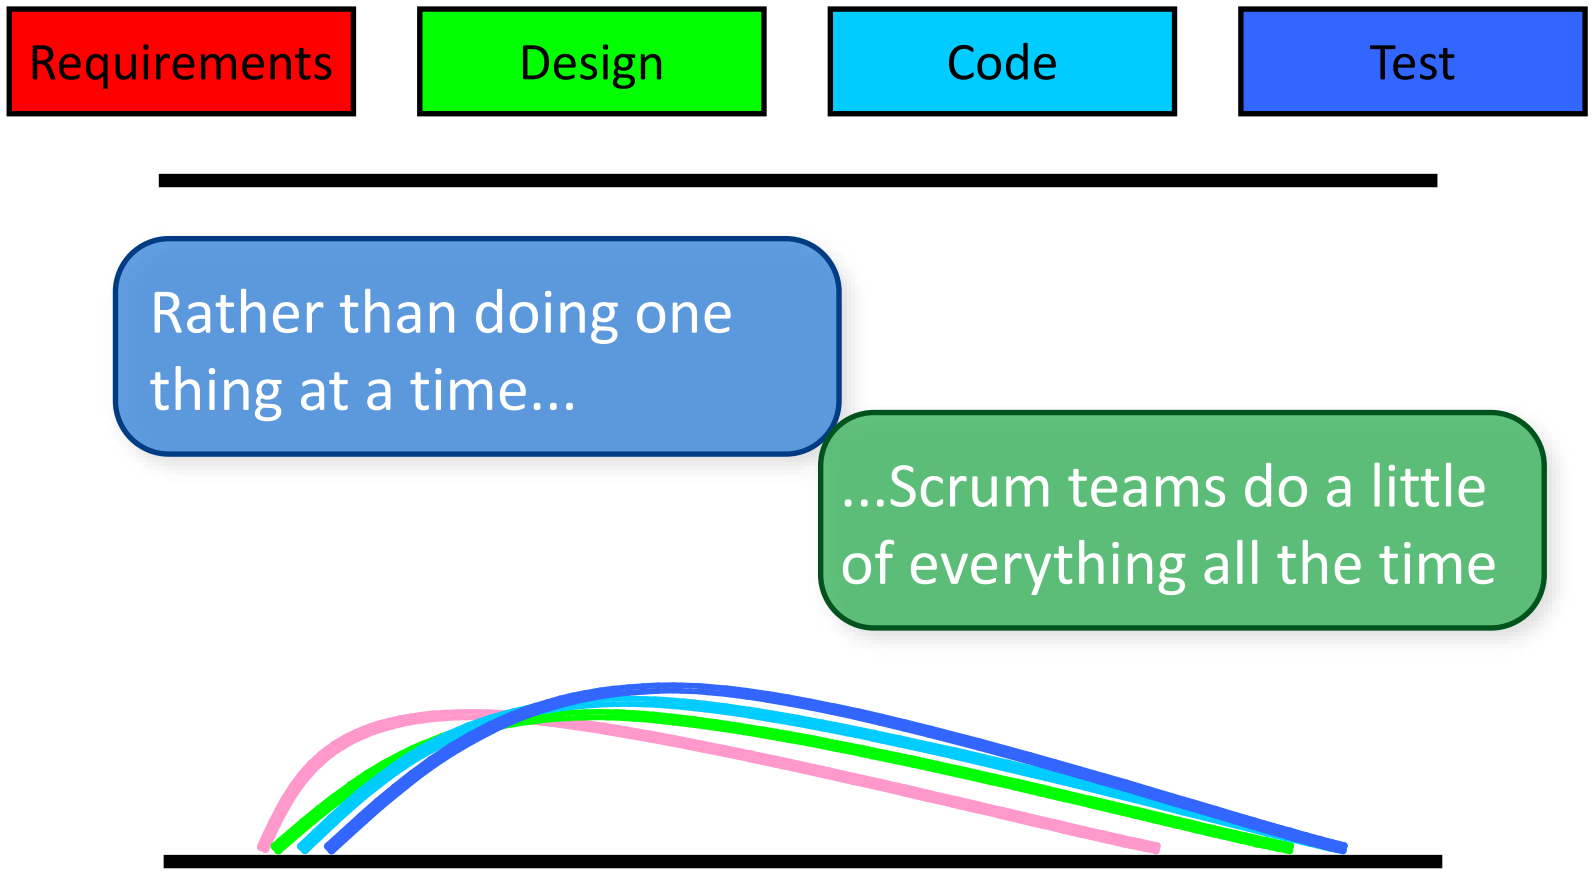 Requirements
Design
Code
Test
Rather than doing one
thing at a time...
...Scrum teams do a little
of everything all the time